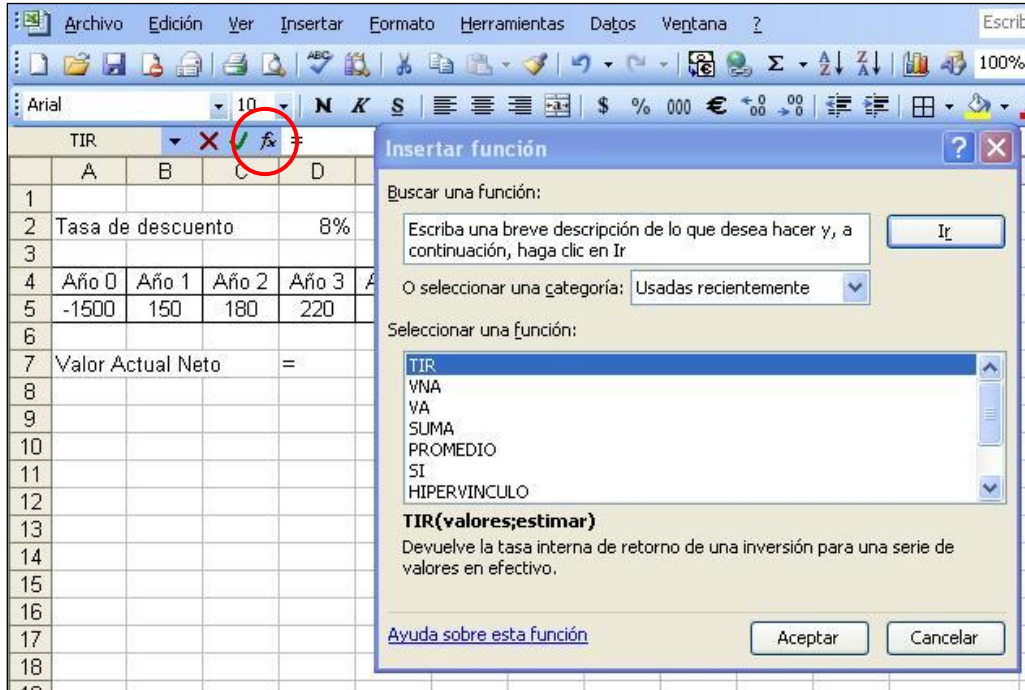 Archivo Edición Ver Insertar Formato Herramientas Datos Ventana ? Escrib
ABC Σ A Z Z A 100%
Arial 10 N K S $ % 000 €
TIR fx =
Insertar función ? X
Buscar una función:
Escriba una breve descripción de lo que desea hacer y, a
continuación, haga clic en Ir
Ir
O seleccionar una categoría: Usadas recientemente
Seleccionar una función:
TIR
VNA
VA
SUMA
PROMEDIO
SI
HIPERVINCULO
TIR(valores;estimar)
Devuelve la tasa interna de retorno de una inversión para una serie de
valores en efectivo.
Ayuda sobre esta función Aceptar Cancelar
A B C D
1
2 Tasa de descuento 8%
3
4 Año 0 Año 1 Año 2 Año 3
5 -1500 150 180 220
6
7 Valor Actual Neto =
8
9
10
11
12
13
14
15
16
17
18